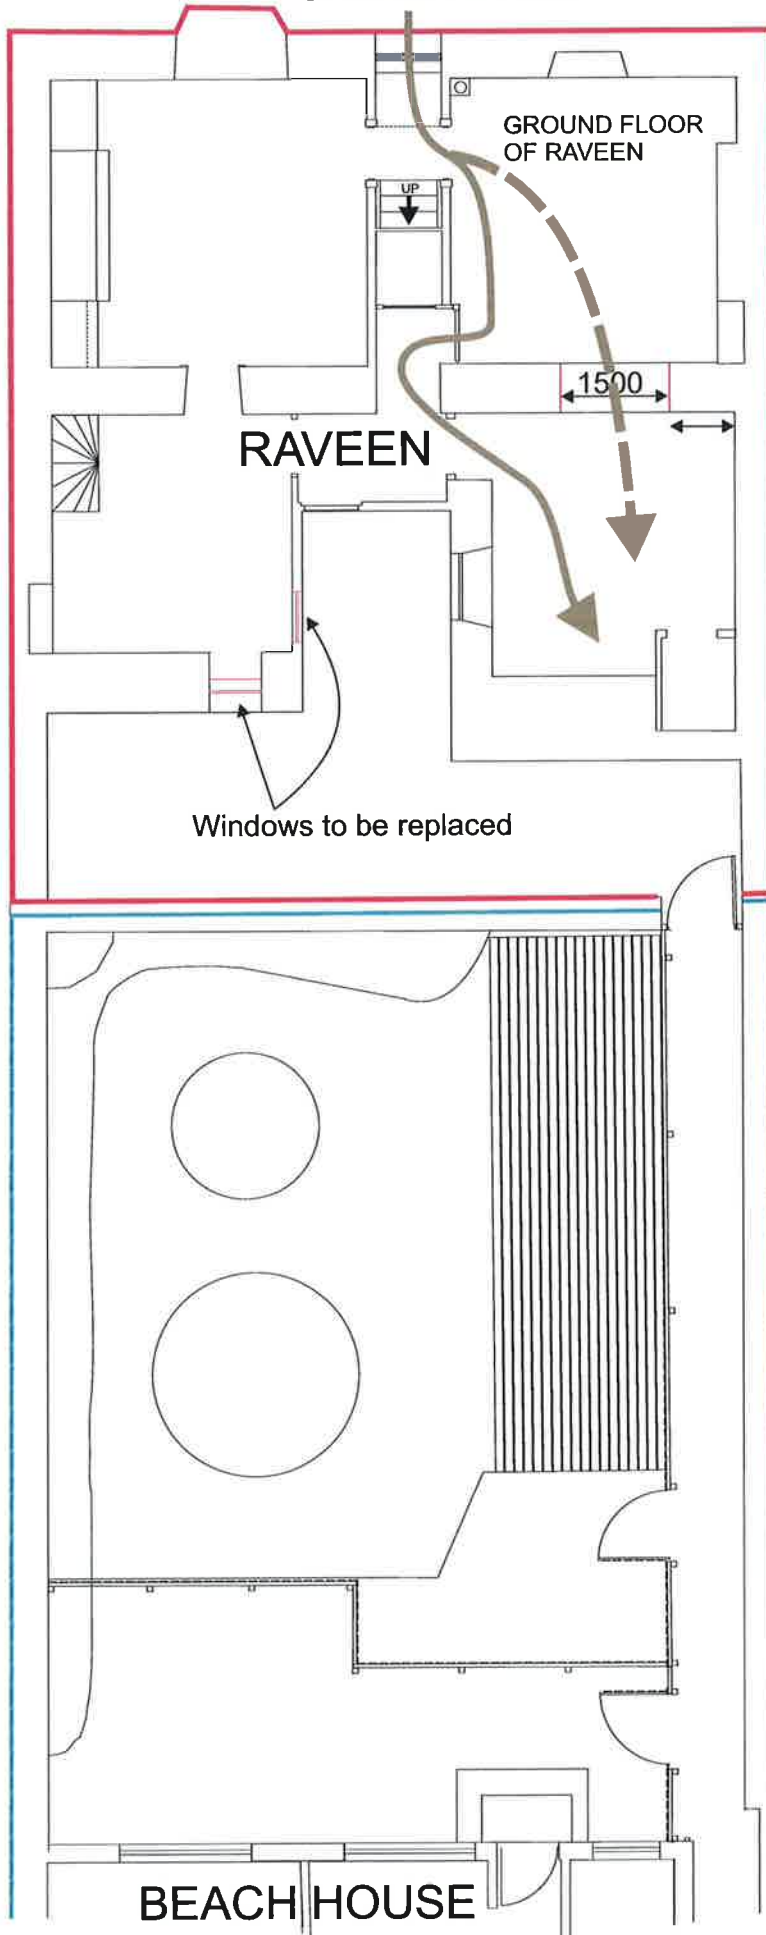 GROUND FLOOR
OF RAVEEN
UP
1500
RAVEEN
Windows to be replaced
BEACH HOUSE